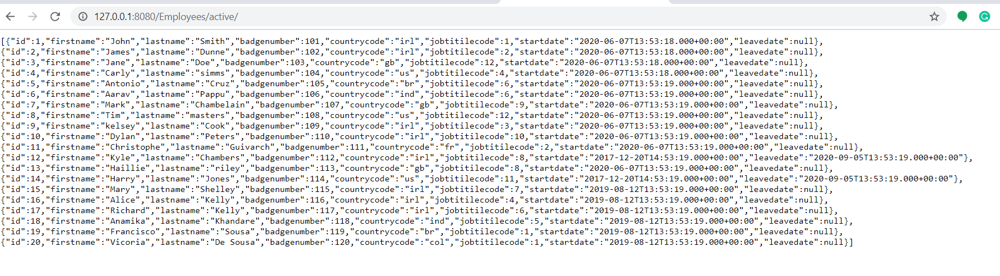 127.0.0.1:8080/Employees/active/
[{"id":1,"firstname":"John","lastname":"Smith","badgenumber":101,"countrycode":"irl","jobtitilecode":1,"startdate":"2020-06-07T13:53:18.000+00:00","leavedate":null},
{"id":2,"firstname":"James","lastname":"Dunne","badgenumber":102,"countrycode":"irl","jobtitilecode":2,"startdate":"2020-06-07T13:53:18.000+00:00","leavedate":null},
{"id":3,"firstname":"Jane","lastname":"Doe","badgenumber":103,"countrycode":"gb","jobtitilecode":12,"startdate":"2020-06-07T13:53:18.000+00:00","leavedate":null},
{"id":4,"firstname":"Carly","lastname":"simms","badgenumber":104,"countrycode":"us","jobtitilecode":4,"startdate":"2020-06-07T13:53:18.000+00:00","leavedate":null},
{"id":5,"firstname":"Antonio","lastname":"Cruz","badgenumber":105,"countrycode":"br","jobtitilecode":6,"startdate":"2020-06-07T13:53:19.000+00:00","leavedate":null},
{"id":6,"firstname":"Aarav","lastname":"Pappu","badgenumber":106,"countrycode":"ind","jobtitilecode":6,"startdate":"2020-06-07T13:53:19.000+00:00","leavedate":null},
{"id":7,"firstname":"Mark","lastname":"Chambelain","badgenumber":107,"countrycode":"gb","jobtitilecode":9,"startdate":"2020-06-07T13:53:19.000+00:00","leavedate":null},
{"id":8,"firstname":"Tim","lastname":"masters","badgenumber":108,"countrycode":"us","jobtitilecode":12,"startdate":"2020-06-07T13:53:19.000+00:00","leavedate":null},
{"id":9,"firstname":"kelsey","lastname":"Cook","badgenumber":109,"countrycode":"irl","jobtitilecode":3,"startdate":"2020-06-07T13:53:19.000+00:00","leavedate":null},
{"id":10,"firstname":"Dylan","lastname":"Peters","badgenumber":110,"countrycode":"irl","jobtitilecode":10,"startdate":"2020-06-07T13:53:19.000+00:00","leavedate":null},
{"id":11,"firstname":"Christophe","lastname":"Guivarch","badgenumber":111,"countrycode":"fr","jobtitilecode":2,"startdate":"2020-06-07T13:53:19.000+00:00","leavedate":null},
{"id":12,"firstname":"Kyle","lastname":"Chambers","badgenumber":112,"countrycode":"irl","jobtitilecode":8,"startdate":"2017-12-20T14:53:19.000+00:00","leavedate":"2020-09-05T13:53:19.000+00:00"},
{"id":13,"firstname":"Haillie","lastname":"riley","badgenumber":113,"countrycode":"gb","jobtitilecode":8,"startdate":"2020-06-07T13:53:19.000+00:00","leavedate":null},
{"id":14,"firstname":"Harry","lastname":"Jones","badgenumber":114,"countrycode":"us","jobtitilecode":11,"startdate":"2017-12-20T14:53:19.000+00:00","leavedate":"2020-09-05T13:53:19.000+00:00"},
{"id":15,"firstname":"Mary","lastname":"Shelley","badgenumber":115,"countrycode":"irl","jobtitilecode":7,"startdate":"2019-08-12T13:53:19.000+00:00","leavedate":null},
{"id":16,"firstname":"Alice","lastname":"Kelly","badgenumber":116,"countrycode":"irl","jobtitilecode":4,"startdate":"2019-08-12T13:53:19.000+00:00","leavedate":null},
{"id":17,"firstname":"Richard","lastname":"Kelly","badgenumber":117,"countrycode":"irl","jobtitilecode":6,"startdate":"2019-08-12T13:53:19.000+00:00","leavedate":null},
{"id":18,"firstname":"Anamika","lastname":"Khandare","badgenumber":118,"countrycode":"ind","jobtitilecode":5,"startdate":"2019-08-12T13:53:19.000+00:00","leavedate":null},
{"id":19,"firstname":"Francisco","lastname":"Sousa","badgenumber":119,"countrycode":"br","jobtitilecode":1,"startdate":"2019-08-12T13:53:19.000+00:00","leavedate":null},
{"id":20,"firstname":"Vicoria","lastname":"De Sousa","badgenumber":120,"countrycode":"col","jobtitilecode":1,"startdate":"2019-08-12T13:53:19.000+00:00","leavedate":null}]